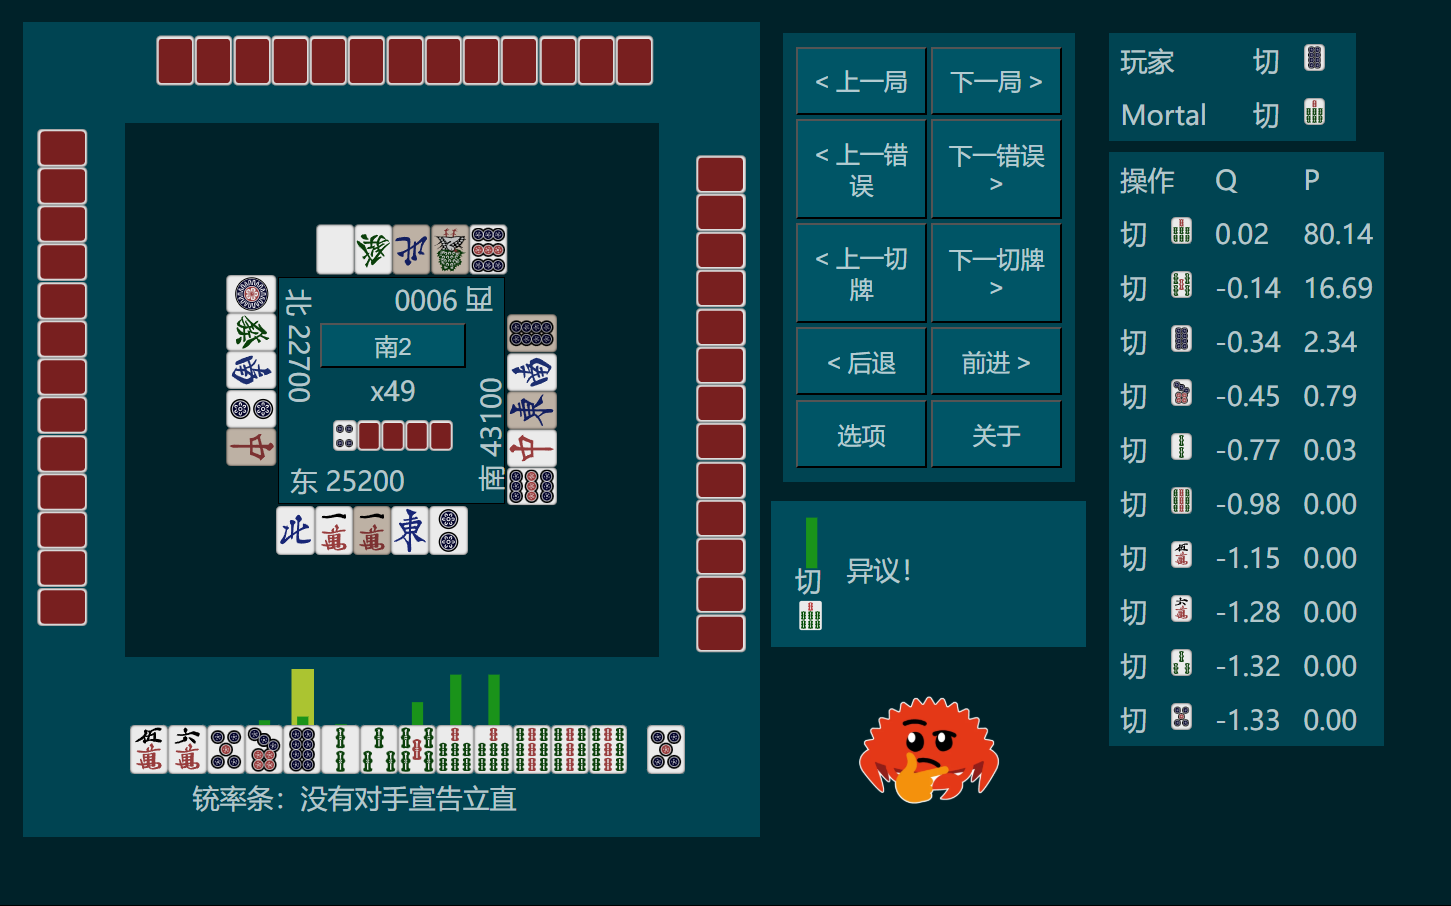 西 9000
北 22700
南2
x49
南 43100
东 25200
铳率条：没有对手宣告立直
< 上一局
下一局 >
< 上一错
误
下一错误
>
< 上一切
牌
下一切牌
>
< 后退
前进 >
选项
关于
切
异议！
玩家 切
Mortal 切
操作 Q P
切 0.02 80.14
切 -0.14 16.69
切 -0.34 2.34
切 -0.45 0.79
切 -0.77 0.03
切 -0.98 0.00
切 -1.15 0.00
切 -1.28 0.00
切 -1.32 0.00
切 -1.33 0.00